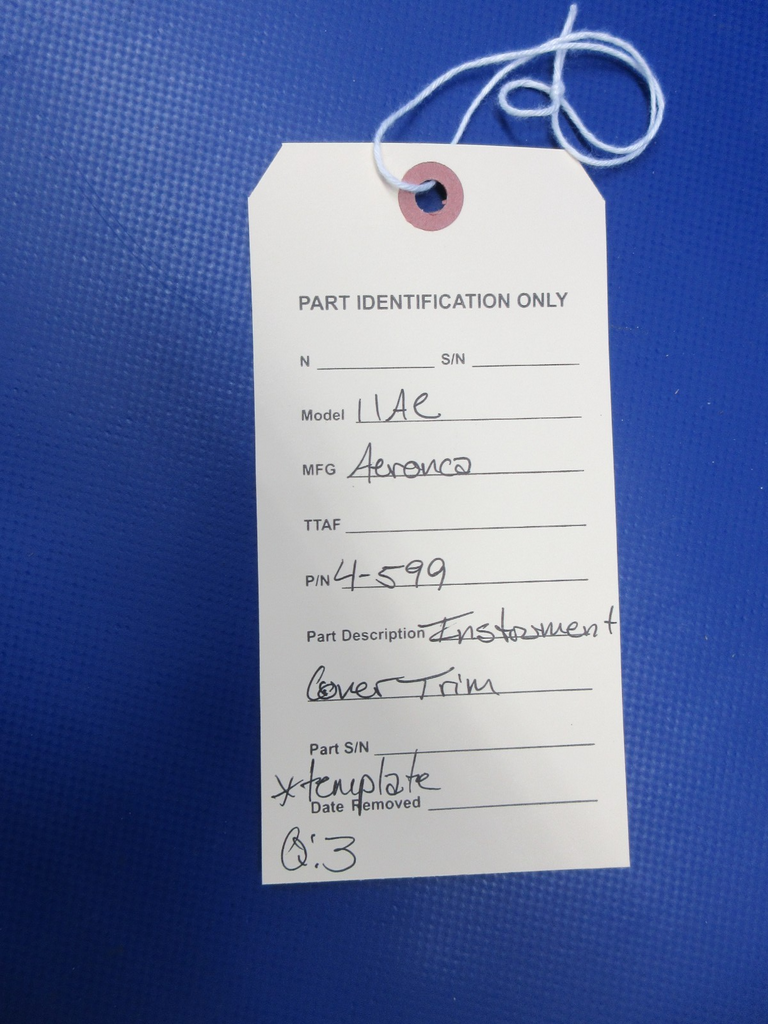 PART IDENTIFICATION ONLY
N S/N
Model 11AC
MFG Aeronca
TTAF
P/N 4-599
Part Description Instorment
Cover Trim
Part S/N
*template
Date Removed
Q:3